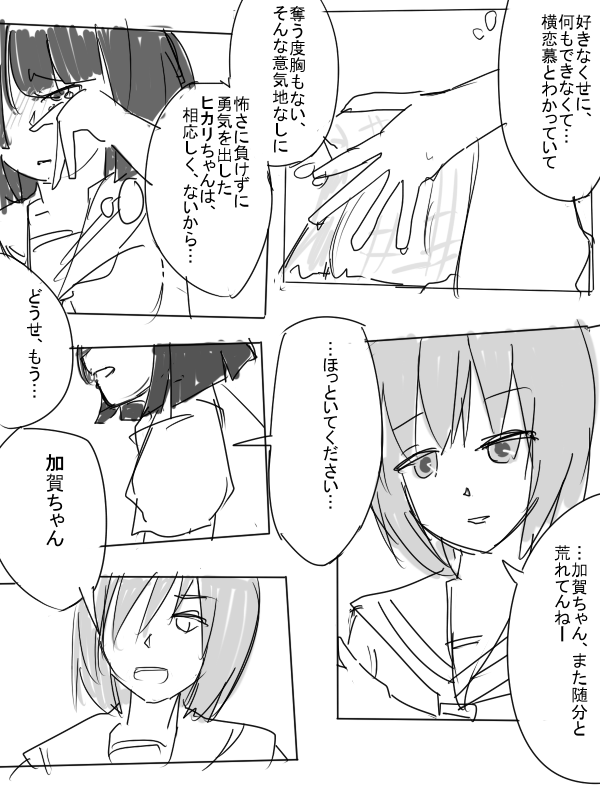 好きなくせに、
何もできなくて…
横恋慕とわかっていて
奪う度胸もない、
そんな意気地なしに
怖さに負けずに
勇気を出した
ヒカリちゃんは、
相応しく、ないから…
…加賀ちゃん、また随分と
荒れてんねー
…ほっといてください…
どうせ、もう…
加賀ちゃん